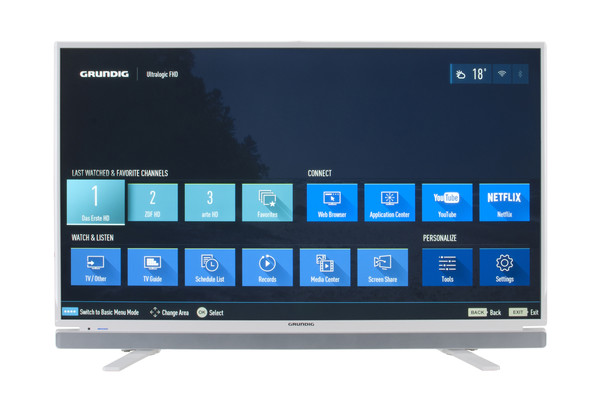 GRUNDIG Ultralogic FHD 18°
LAST WATCHED & FAVORITE CHANNELS CONNECT
1 2 3 You Tube NETFLIX
Das Erste HD ZDF HD arte HD Favorites Web Browser Application Center YouTube Netflix
WATCH & LISTEN PERSONALIZE
TV / Other TV Guide Schedule List Records Media Center Screen Share Tools Settings
Switch to Basic Menu Mode Change Area OK Select BACK Back EXIT Exit
GRUNDIG